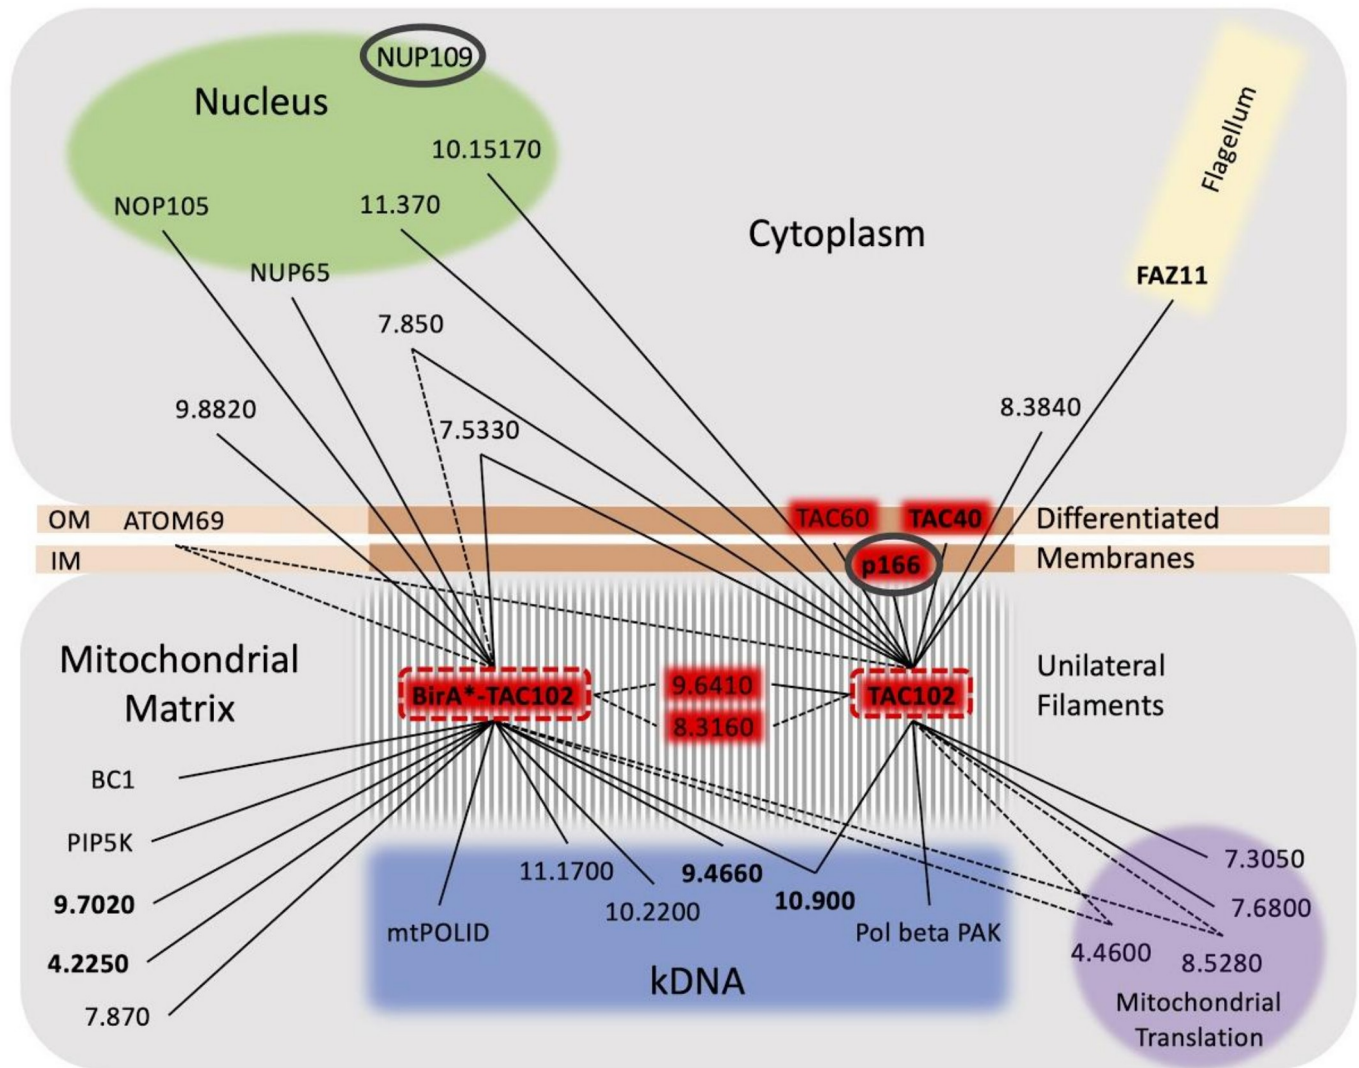 NUP109
Nucleus
10.15170
NOP105
11.370
NUP65
Flagellum
Cytoplasm
FAZ11
7.850
9.8820
7.5330
8.3840
OM
ATOM69
TAC60
TAC40
Differentiated
IM
p166
Membranes
Mitochondrial
Matrix
BirA*-TAC102
9.6410
8.3160
TAC102
Unilateral
Filaments
BC1
PIP5K
9.7020
4.2250
7.870
mtPOLID
11.1700
10.2200
9.4660
10.900
Pol beta PAK
kDNA
7.3050
7.6800
4.4600
8.5280
Mitochondrial
Translation